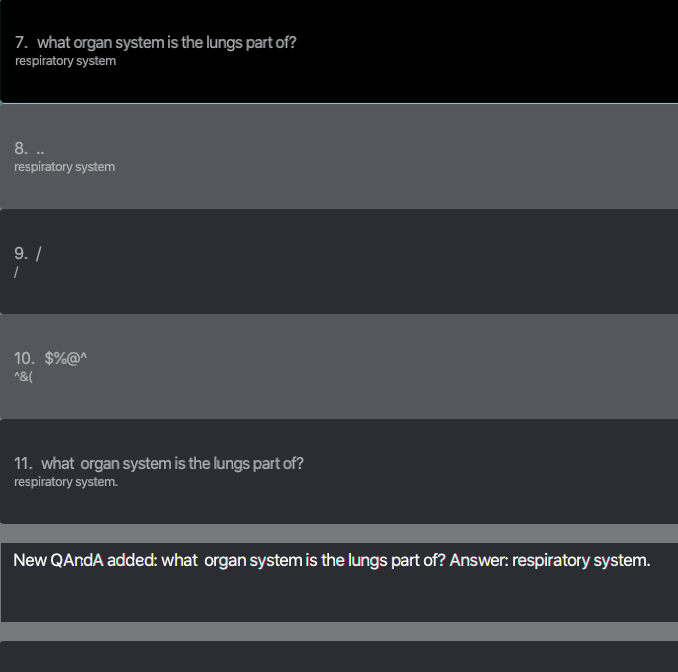 7. what organ system is the lungs part of?
respiratory system
8. ..
respiratory system
9. /
/
10. $%@^
^&(
11. what  organ system is the lungs part of?
respiratory system.
New QAndA added: what  organ system is the lungs part of? Answer: respiratory system.